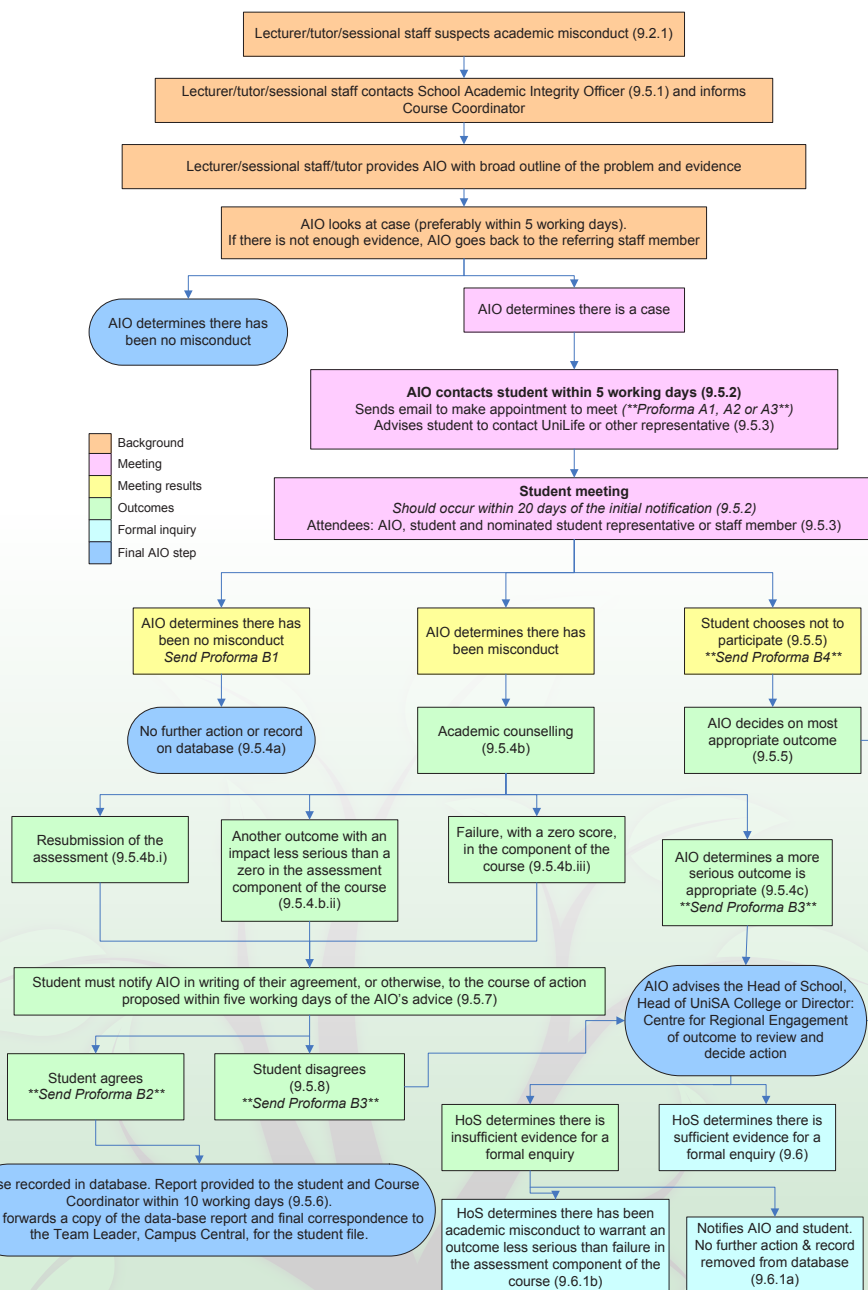 Lecturer/tutor/sessional staff suspects academic misconduct (9.2.1)
Lecturer/tutor/sessional staff contacts School Academic Integrity Officer (9.5.1) and informs
Course Coordinator
Lecturer/sessional staff/tutor provides AIO with broad outline of the problem and evidence
AIO looks at case (preferably within 5 working days).
If there is not enough evidence, AIO goes back to the referring staff member
AIO determines there has
been no misconduct
AIO determines there is a case
AIO contacts student within 5 working days (9.5.2)
Sends email to make appointment to meet (**Proforma A1, A2 or A3**)
Advises student to contact UniLife or other representative (9.5.3)
Background
Meeting
Meeting results
Outcomes
Formal inquiry
Final AIO step
Student meeting
Should occur within 20 days of the initial notification (9.5.2)
Attendees: AIO, student and nominated student representative or staff member (9.5.3)
AIO determines there has
been no misconduct
Send Proforma B1
AIO determines there has
been misconduct
Student chooses not to
participate (9.5.5)
**Send Proforma B4**
No further action or record
on database (9.5.4a)
Academic counselling
(9.5.4b)
AIO decides on most
appropriate outcome
(9.5.5)
Resubmission of the
assessment (9.5.4b.i)
Another outcome with an
impact less serious than a
zero in the assessment
component of the course
(9.5.4.b.ii)
Failure, with a zero score,
in the component of the
course (9.5.4b.iii)
AIO determines a more
serious outcome is
appropriate (9.5.4c)
**Send Proforma B3**
Student must notify AIO in writing of their agreement, or otherwise, to the course of action
proposed within five working days of the AIO's advice (9.5.7)
AIO advises the Head of School,
Head of UniSA College or Director:
Centre for Regional Engagement
of outcome to review and
decide action
Student agrees
**Send Proforma B2**
Student disagrees
(9.5.8)
**Send Proforma B3**
HoS determines there is
insufficient evidence for a
formal enquiry
HoS determines there is
sufficient evidence for a
formal enquiry (9.6)
se recorded in database. Report provided to the student and Course
Coordinator within 10 working days (9.5.6).
forwards a copy of the data-base report and final correspondence to
the Team Leader, Campus Central, for the student file.
HoS determines there has been
academic misconduct to warrant an
outcome less serious than failure in
the assessment component of the
course (9.6.1b)
Notifies AIO and student.
No further action & record
removed from database
(9.6.1a)